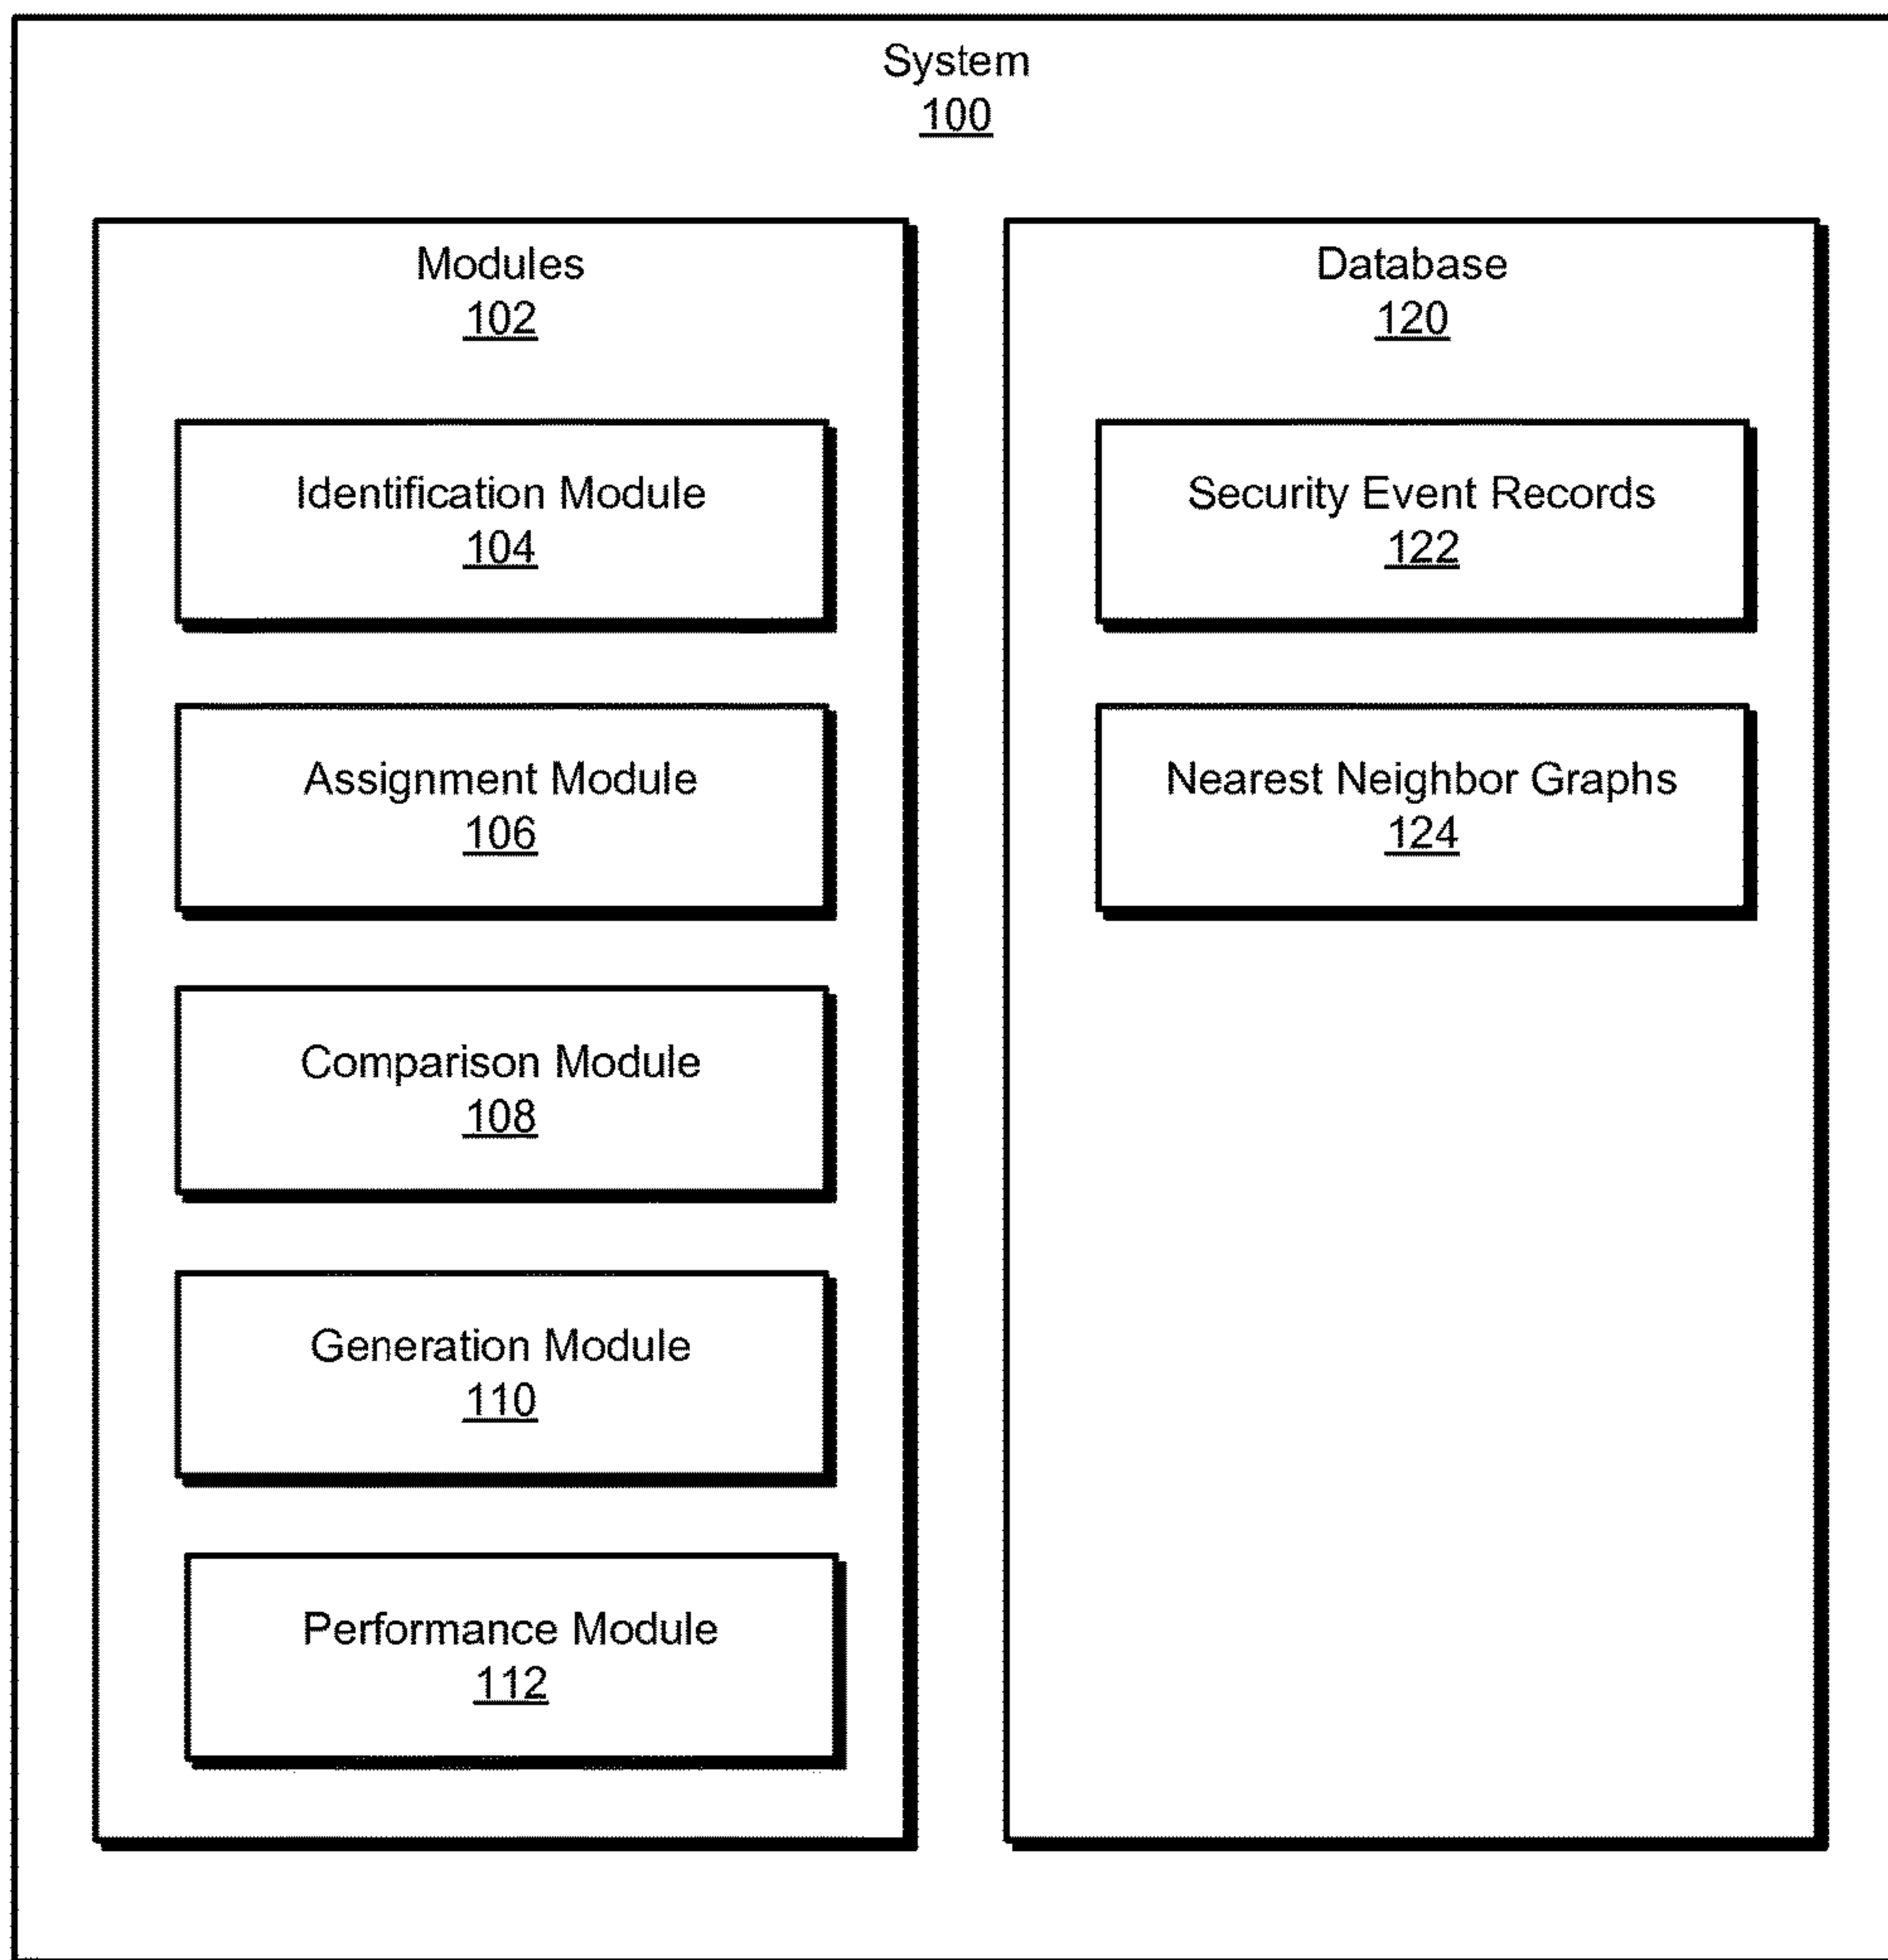 System
100
Modules
102
Identification Module
104
Assignment Module
106
Comparison Module
108
Generation Module
110
Performance Module
112
Database
120
Security Event Records
122
Nearest Neighbor Graphs
124